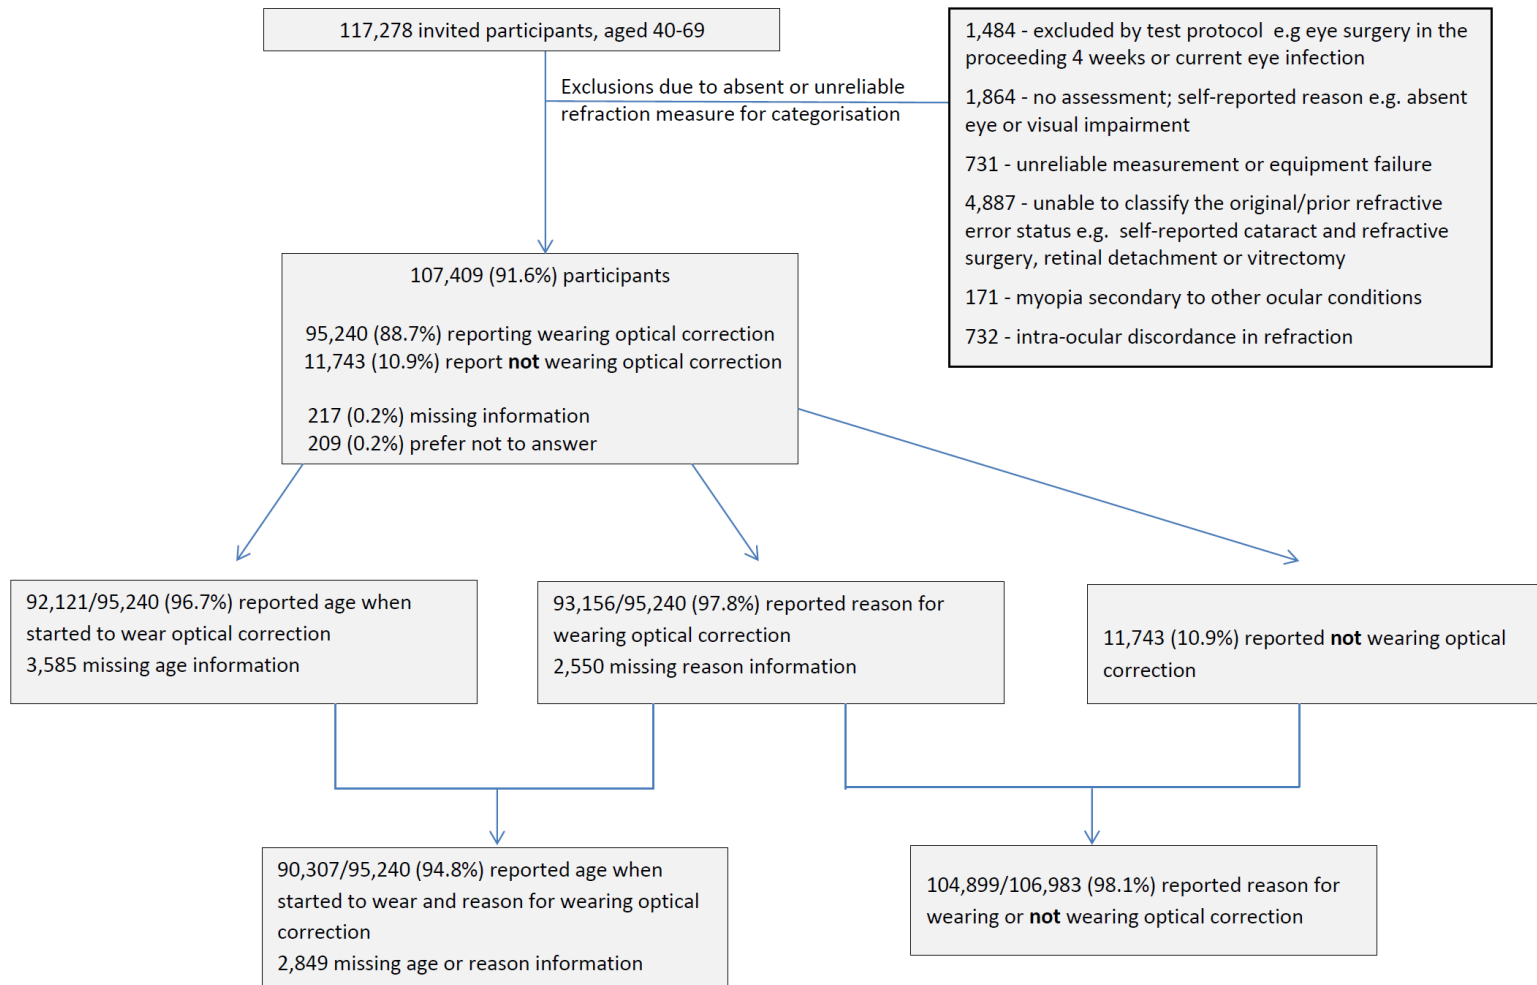 117,278 invited participants, aged 40-69
Exclusions due to absent or unreliable
refraction measure for categorisation
1,484 - excluded by test protocol e.g eye surgery in the
proceeding 4 weeks or current eye infection
1,864 - no assessment; self-reported reason e.g. absent
eye or visual impairment
731 - unreliable measurement or equipment failure
4,887 - unable to classify the original/prior refractive
error status e.g. self-reported cataract and refractive
surgery, retinal detachment or vitrectomy
171 - myopia secondary to other ocular conditions
732 - intra-ocular discordance in refraction
107,409 (91.6%) participants
95,240 (88.7%) reporting wearing optical correction
11,743 (10.9%) report not wearing optical correction
217 (0.2%) missing information
209 (0.2%) prefer not to answer
92,121/95,240 (96.7%) reported age when
started to wear optical correction
3,585 missing age information
93,156/95,240 (97.8%) reported reason for
wearing optical correction
2,550 missing reason information
11,743 (10.9%) reported not wearing optical
correction
90,307/95,240 (94.8%) reported age when
started to wear and reason for wearing optical
correction
2,849 missing age or reason information
104,899/106,983 (98.1%) reported reason for
wearing or not wearing optical correction